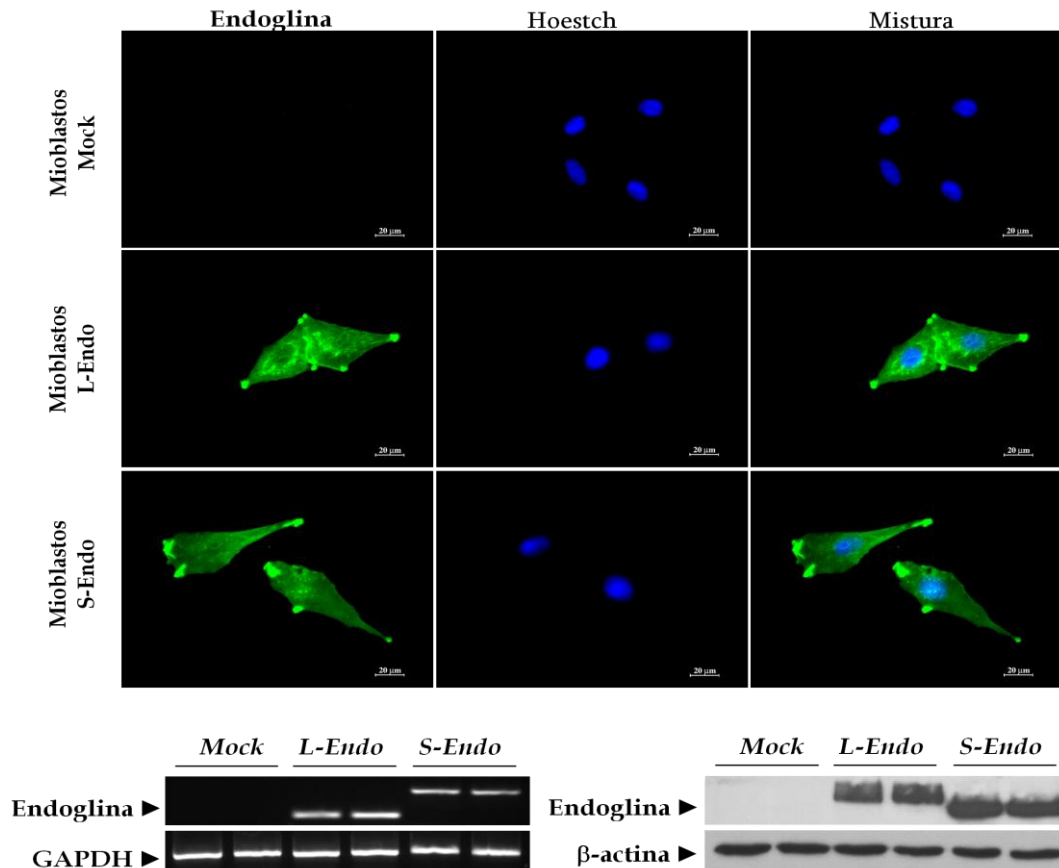 Endoglina Hoestch Mistura
Mioblastos
Mock
20 μm 20 μm 20 μm
Mioblastos
L-Endo
20 μm 20 μm 20 μm
Mioblastos
S-Endo
20 μm 20 μm 20 μm
Mock L-Endo S-Endo
Endoglina ►
GAPDH ►
Mock L-Endo S-Endo
Endoglina ►
β-actina ►